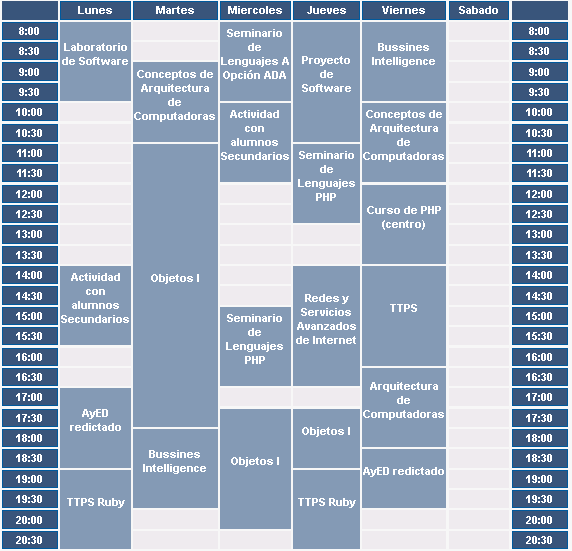 Lunes Martes Miercoles Jueves Viernes Sabado
8:00 8:00
8:30 8:30
9:00 9:00
9:30 9:30
10:00 10:00
10:30 10:30
11:00 11:00
11:30 11:30
12:00 12:00
12:30 12:30
13:00 13:00
13:30 13:30
14:00 14:00
14:30 14:30
15:00 15:00
15:30 15:30
16:00 16:00
16:30 16:30
17:00 17:00
17:30 17:30
18:00 18:00
18:30 18:30
19:00 19:00
19:30 19:30
20:00 20:00
20:30 20:30
Laboratorio
de Software
Actividad
con
alumnos
Secundarios
AyED
redictado
TTPS Ruby
Conceptos de
Arquitectura
de
Computadoras
Objetos I
Bussines
Intelligence
Seminario
de
Lenguajes A
Opción ADA
Actividad
con
alumnos
Secundarios
Seminario
de
Lenguajes
PHP
Objetos I
Proyecto
de
Software
Seminario
de
Lenguajes
PHP
Redes y
Servicios
Avanzados
de Internet
Objetos I
TTPS Ruby
Bussines
Intelligence
Conceptos de
Arquitectura
de
Computadoras
Curso de PHP
(centro)
TTPS
Arquitectura
de
Computadoras
AyED redictado